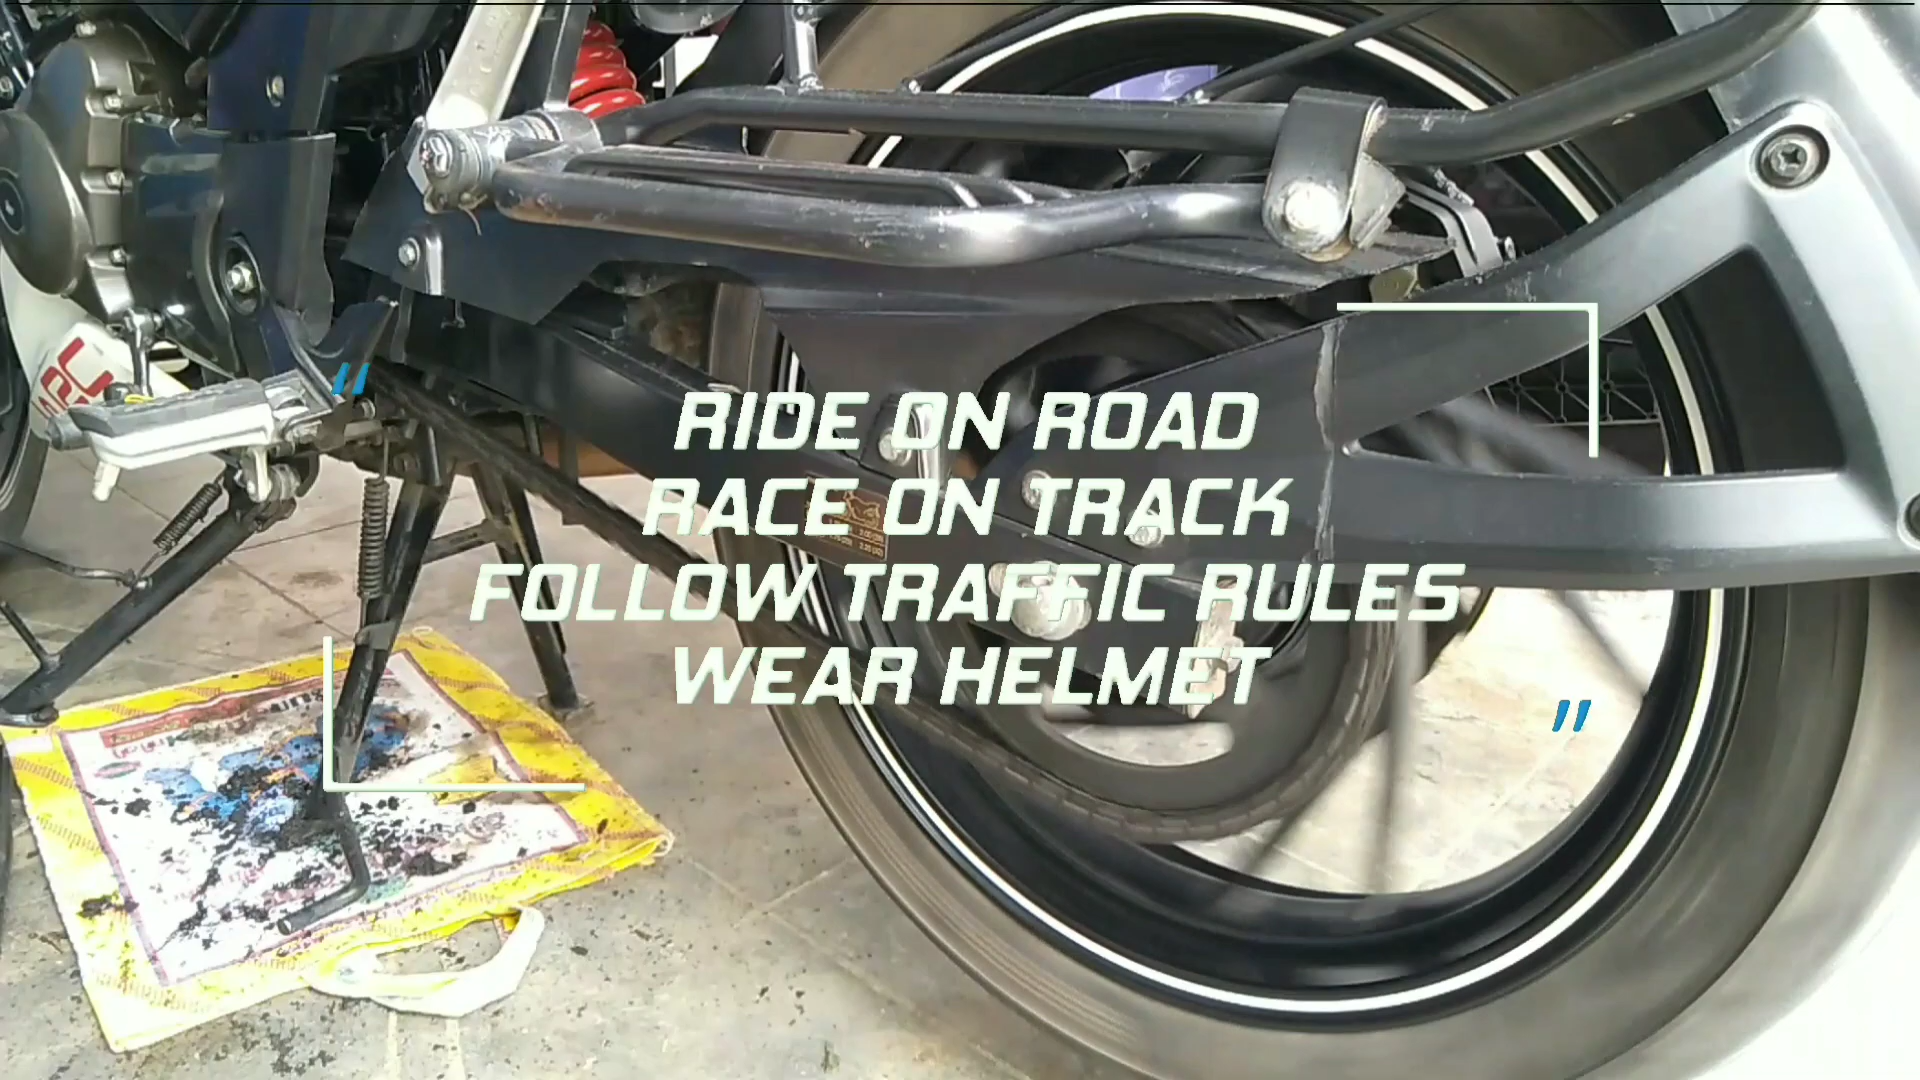 "
RIDE ON ROAD
RACE ON TRACK
FOLLOW TRAFFIC RULES
WEAR HELMET
"